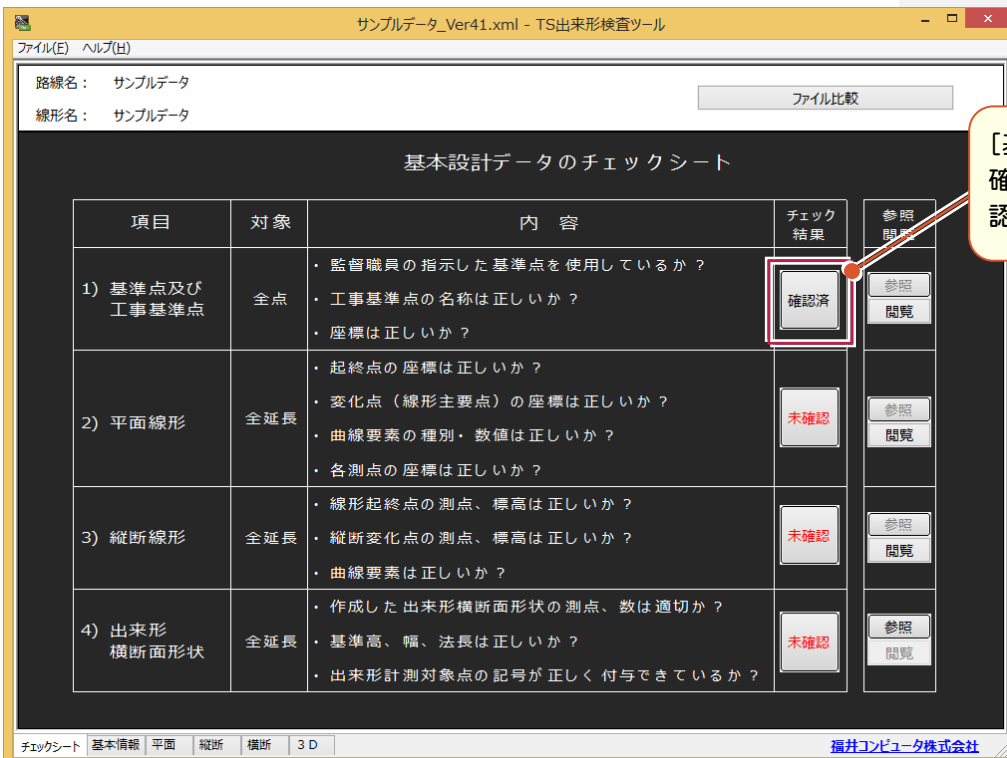 サンプルデータ_Ver41.xml - TS出来形検査ツール
ファイル(F) ヘルプ(H)
路線名： サンプルデータ
ファイル比較
線形名： サンプルデータ
基本設計データのチェックシート
項目 対象 内 容 チェック結果 参照閲覧
1) 基準点及び工事基準点
全点
・ 監督職員の指示した基準点を使用しているか？
・ 工事基準点の名称は正しいか？
・ 座標は正しいか？
確認済
参照
閲覧
2) 平面線形
全延長
・ 起終点の座標は正しいか？
・ 変化点（線形主要点）の座標は正しいか？
・ 曲線要素の種別・数値は正しいか？
・ 各測点の座標は正しいか？
未確認
参照
閲覧
3) 縦断線形
全延長
・ 線形起終点の測点、標高は正しいか？
・ 縦断変化点の測点、標高は正しいか？
・ 曲線要素は正しいか？
未確認
参照
閲覧
4) 出来形
横断面形状
全延長
・ 作成した出来形横断面形状の測点、数は適切か？
・ 基準高、幅、法長は正しいか？
・ 出来形計測対象点の記号が正しく付与できているか？
未確認
参照
閲覧
チェックシート 基本情報 平面 縦断 横断 3D
福井コンピュータ株式会社
確
認